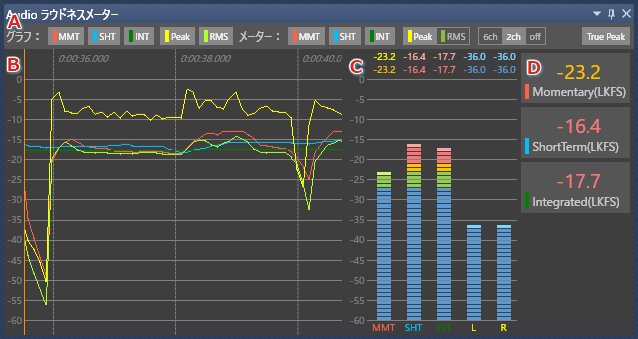 Audio ラウドネスメーター
A
グラフ： MMT SHT INT Peak RMS メーター： MMT SHT INT Peak RMS 6ch 2ch off True Peak
B
C
D
0:00:36.000 0:00:38.000 0:00:40.0
-23.2 -16.4 -17.7 -36.0 -36.0
-23.2 -16.4 -17.7 -36.0 -36.0
0
-5
-10
-15
-20
-25
-30
-35
-40
-45
-50
-55
-60
0
-5
-10
-15
-20
-25
-30
-35
-40
-45
-50
-55
-60
MMT SHT INT L R
-23.2
Momentary(LKFS)
-16.4
ShortTerm(LKFS)
-17.7
Integrated(LKFS)